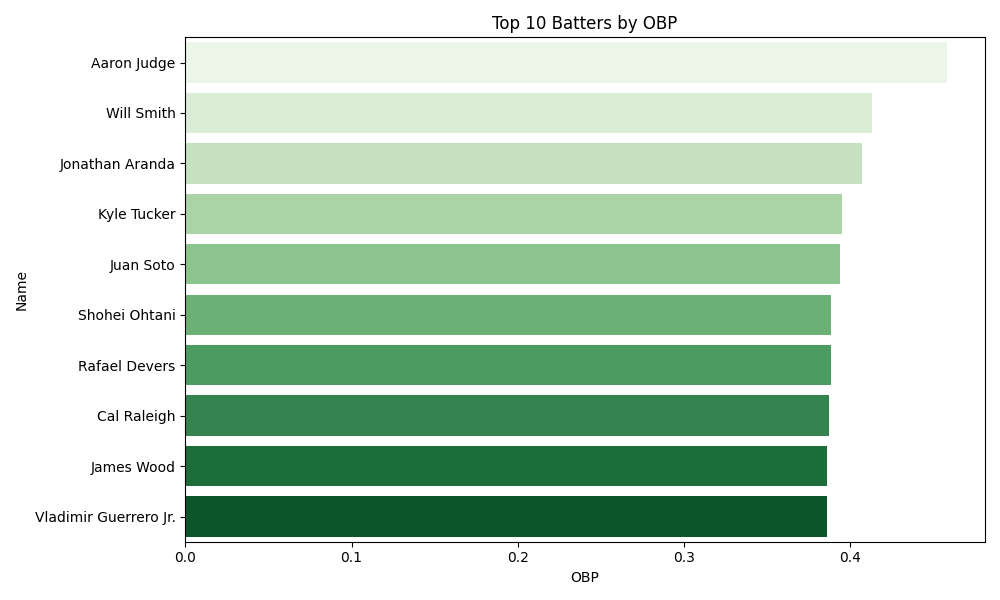 Top 10 Batters by OBP
Name
Aaron Judge
Will Smith
Jonathan Aranda
Kyle Tucker
Juan Soto
Shohei Ohtani
Rafael Devers
Cal Raleigh
James Wood
Vladimir Guerrero Jr.
0.0 0.1 0.2 0.3 0.4
OBP